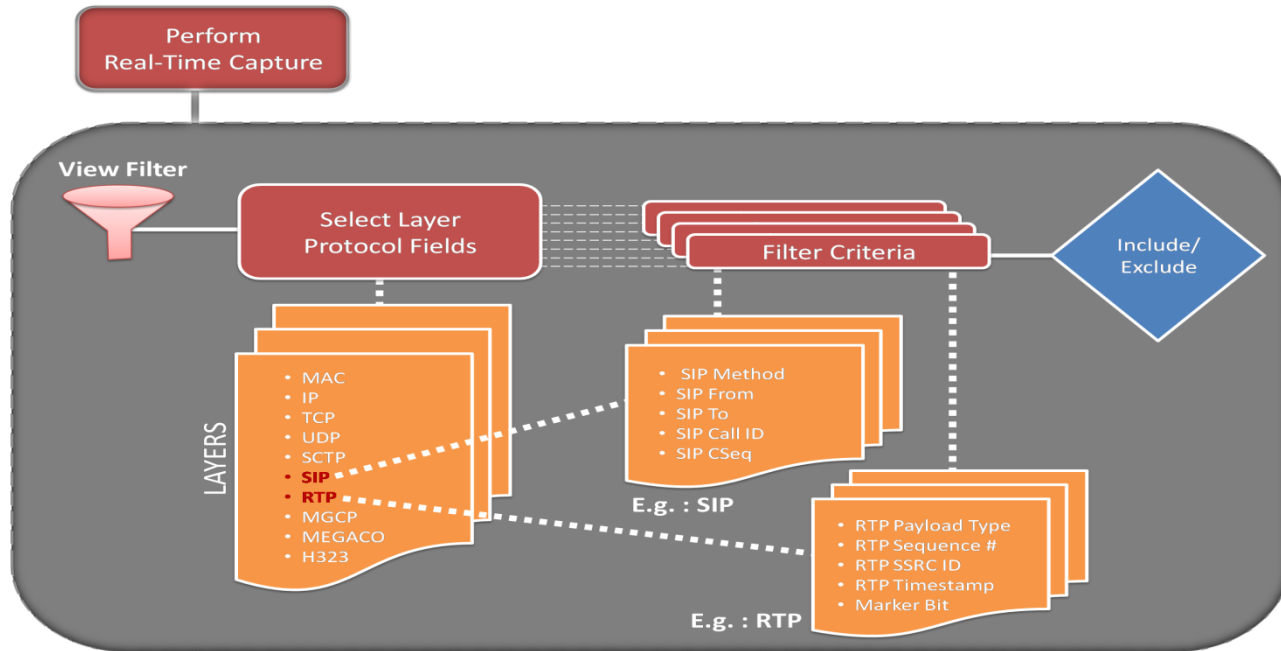 Perform
Real-Time Capture
View Filter
Select Layer
Protocol Fields
Filter Criteria
Include/
Exclude
LAYERS
• MAC
• IP
• TCP
• UDP
• SCTP
• SIP
• RTP
• MGCP
• MEGACO
• H323
• SIP Method
• SIP From
• SIP To
• SIP Call ID
• SIP CSeq
E.g. : SIP
• RTP Payload Type
• RTP Sequence #
• RTP SSRC ID
• RTP Timestamp
• Marker Bit
E.g. : RTP